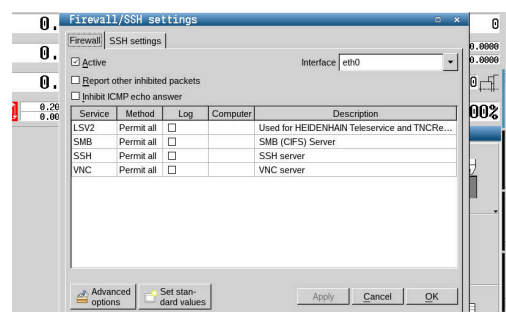 0.
Firewall/SSH settings
0
Firewall SSH settings
0.
Active Interface eth0
0.0000
0.0000
Report other inhibited packets
0.
0
Inhibit ICMP echo answer
0.20
0.00
00%
Service Method Log Computer Description
LSV2 Permit all Used for HEIDENHAIN Teleservice and TNCRe...
SMB Permit all SMB (CIFS) Server
SSH Permit all SSH server
VNC Permit all VNC server
Advanced
options
Set stan-
dard values
Apply Cancel OK